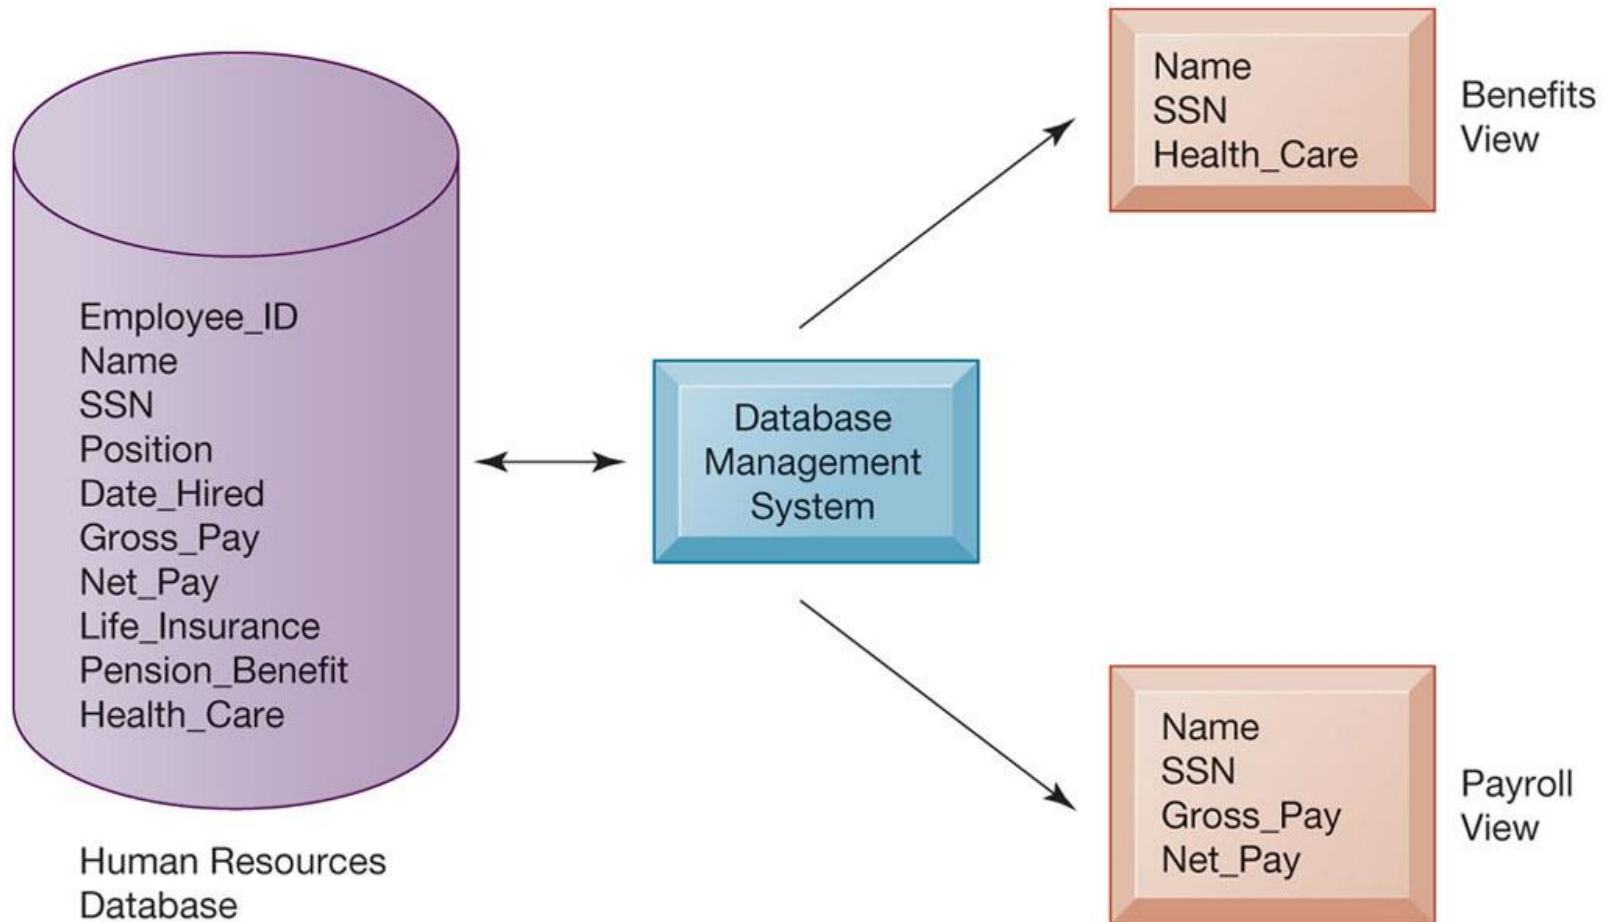 Employee_ID
Name
SSN
Position
Date_Hired
Gross_Pay
Net_Pay
Life_Insurance
Pension_Benefit
Health_Care
Human Resources
Database
Database
Management
System
Name
SSN
Health_Care
Benefits
View
Name
SSN
Gross_Pay
Net_Pay
Payroll
View